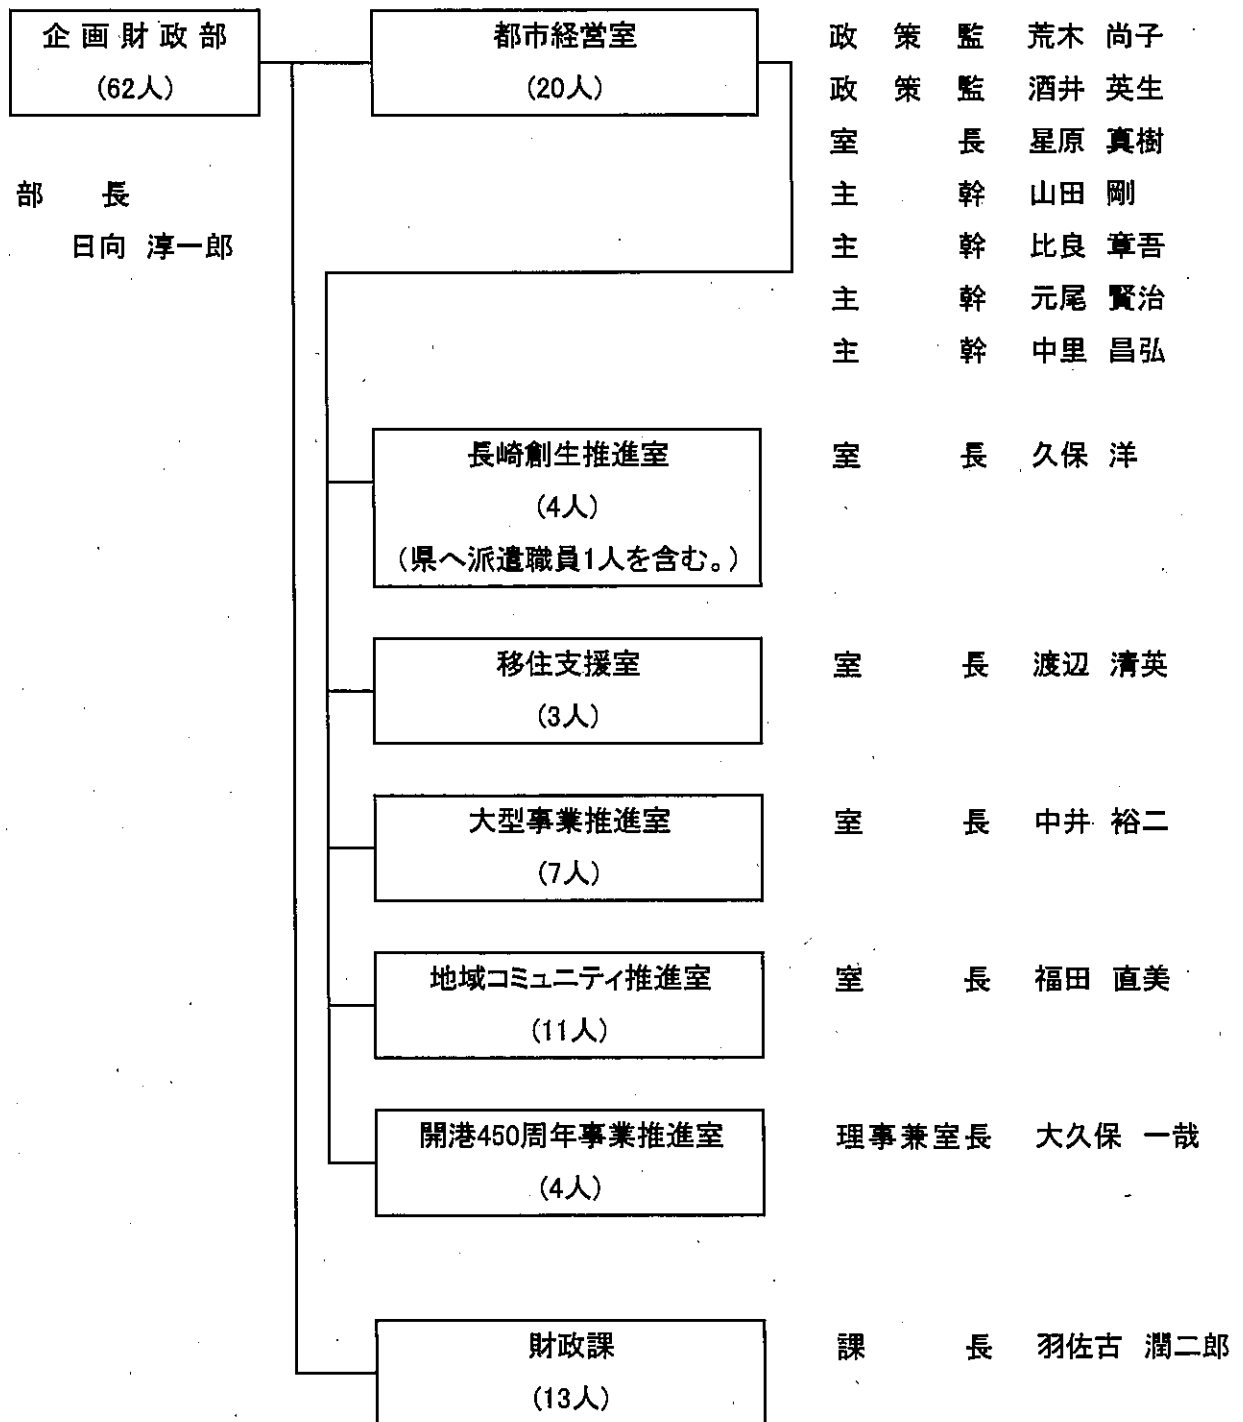 企画財政部
(62人)
部長
日向 淳一郎
都市経営室
(20人)
政策監 荒木 尚子
政策監 酒井 英生
室長 星原 真樹
主幹 山田 剛
主幹 比良 章吾
主幹 元尾 賢治
主幹 中里 昌弘
長崎創生推進室
(4人)
(県へ派遣職員1人を含む。)
室長 久保 洋
移住支援室
(3人)
室長 渡辺 清英
大型事業推進室
(7人)
室長 中井 裕二
地域コミュニティ推進室
(11人)
室長 福田 直美
開港450周年事業推進室
(4人)
理事兼室長 大久保 一哉
財政課
(13人)
課長 羽佐古 潤二郎